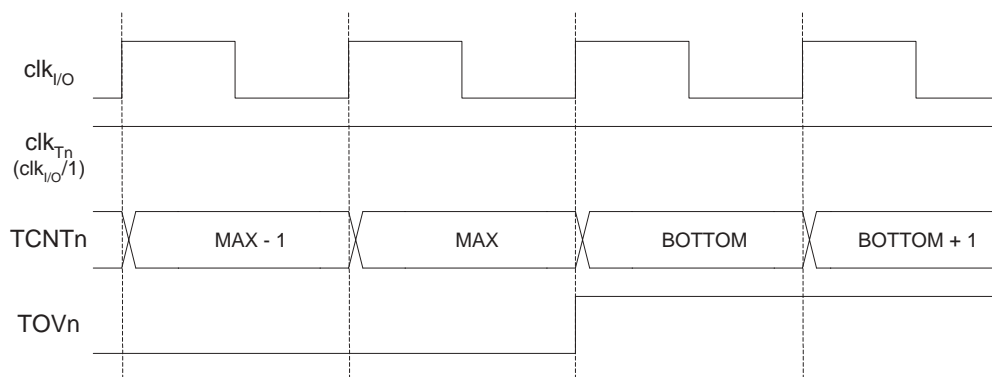 clkI/O
clkTn
(clkI/O/1)
TCNTn
MAX - 1
MAX
BOTTOM
BOTTOM + 1
TOVn